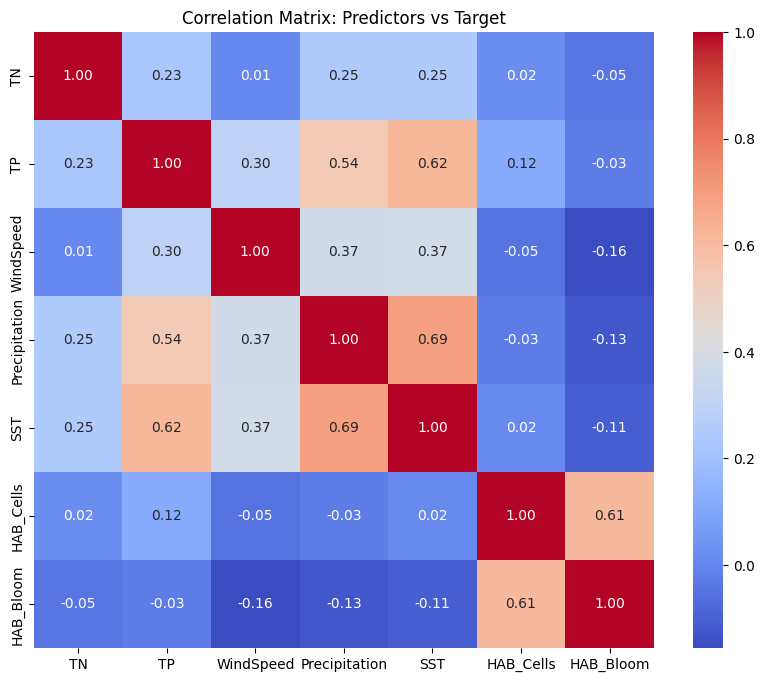 Correlation Matrix: Predictors vs Target
TN 1.00 0.23 0.01 0.25 0.25 0.02 -0.05
TP 0.23 1.00 0.30 0.54 0.62 0.12 -0.03
WindSpeed 0.01 0.30 1.00 0.37 0.37 -0.05 -0.16
Precipitation 0.25 0.54 0.37 1.00 0.69 -0.03 -0.13
SST 0.25 0.62 0.37 0.69 1.00 0.02 -0.11
HAB_Cells 0.02 0.12 -0.05 -0.03 0.02 1.00 0.61
HAB_Bloom -0.05 -0.03 -0.16 -0.13 -0.11 0.61 1.00
TN TP WindSpeed Precipitation SST HAB_Cells HAB_Bloom
1.0
0.8
0.6
0.4
0.2
0.0